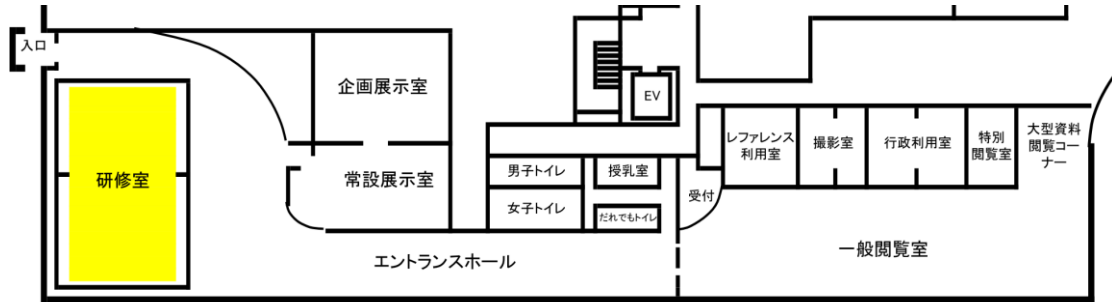 入口
企画展示室
EV
研修室
常設展示室
男子トイレ
授乳室
女子トイレ
だれでもトイレ
受付
レファレンス
利用室
撮影室
行政利用室
特別
閲覧室
大型資料
閲覧コー
ナー
エントランスホール
一般閲覧室